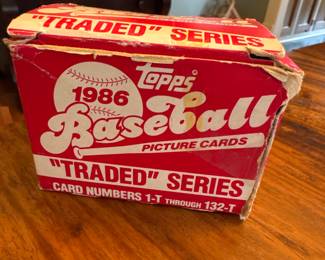 "TRADED" SERIES
Topps
1986
Baseball
PICTURE CARDS
"TRADED" SERIES
CARD NUMBERS 1-T THROUGH 132-T